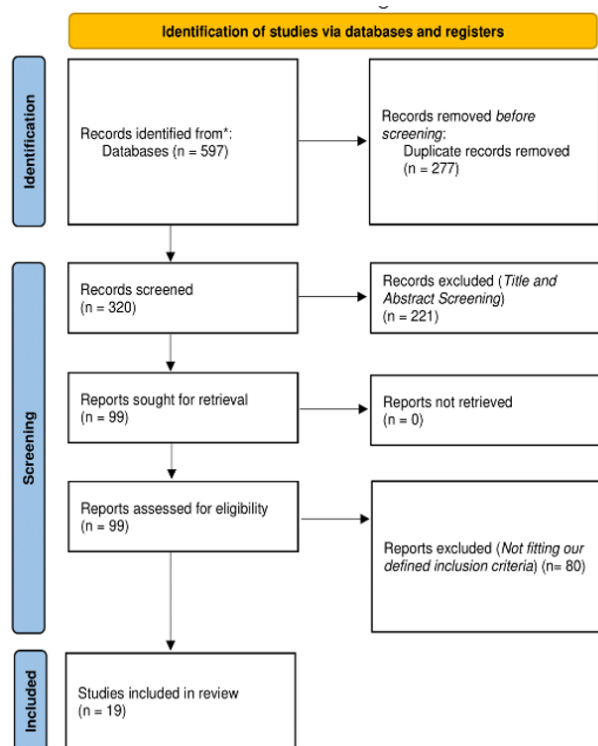 Identification of studies via databases and registers
Identification
Records identified from*:
Databases (n = 597)
Records removed before
screening:
Duplicate records removed
(n = 277)
Screening
Records screened
(n = 320)
Records excluded (Title and
Abstract Screening)
(n = 221)
Reports sought for retrieval
(n = 99)
Reports not retrieved
(n = 0)
Reports assessed for eligibility
(n = 99)
Reports excluded (Not fitting our
defined inclusion criteria) (n= 80)
Included
Studies included in review
(n = 19)